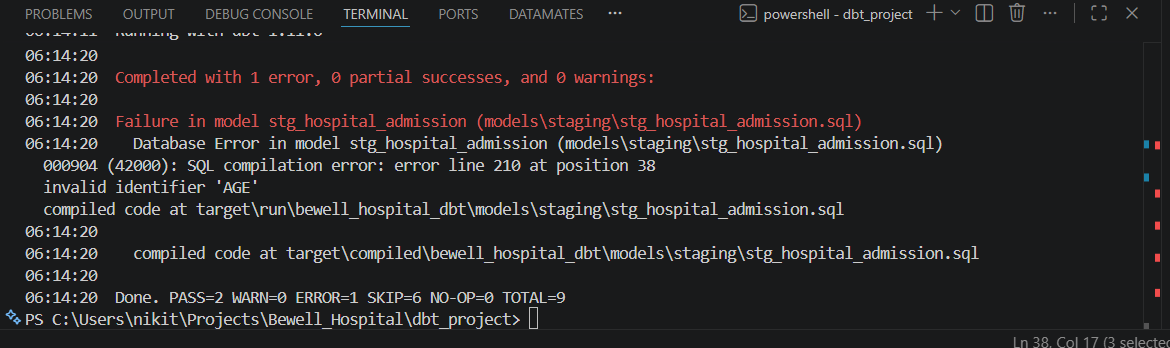 PROBLEMS OUTPUT DEBUG CONSOLE TERMINAL PORTS DATAMATES ··· powershell - dbt_project
06:14:20
06:14:20 Completed with 1 error, 0 partial successes, and 0 warnings:
06:14:20
06:14:20 Failure in model stg_hospital_admission (models\staging\stg_hospital_admission.sql)
06:14:20 Database Error in model stg_hospital_admission (models\staging\stg_hospital_admission.sql)
000904 (42000): SQL compilation error: error line 210 at position 38
invalid identifier 'AGE'
compiled code at target\run\bewell_hospital_dbt\models\staging\stg_hospital_admission.sql
06:14:20
06:14:20 compiled code at target\compiled\bewell_hospital_dbt\models\staging\stg_hospital_admission.sql
06:14:20
06:14:20 Done. PASS=2 WARN=0 ERROR=1 SKIP=6 NO-OP=0 TOTAL=9
PS C:\Users\nikit\Projects\Bewell_Hospital\dbt_project>
Ln 38, Col 17 (3 selected